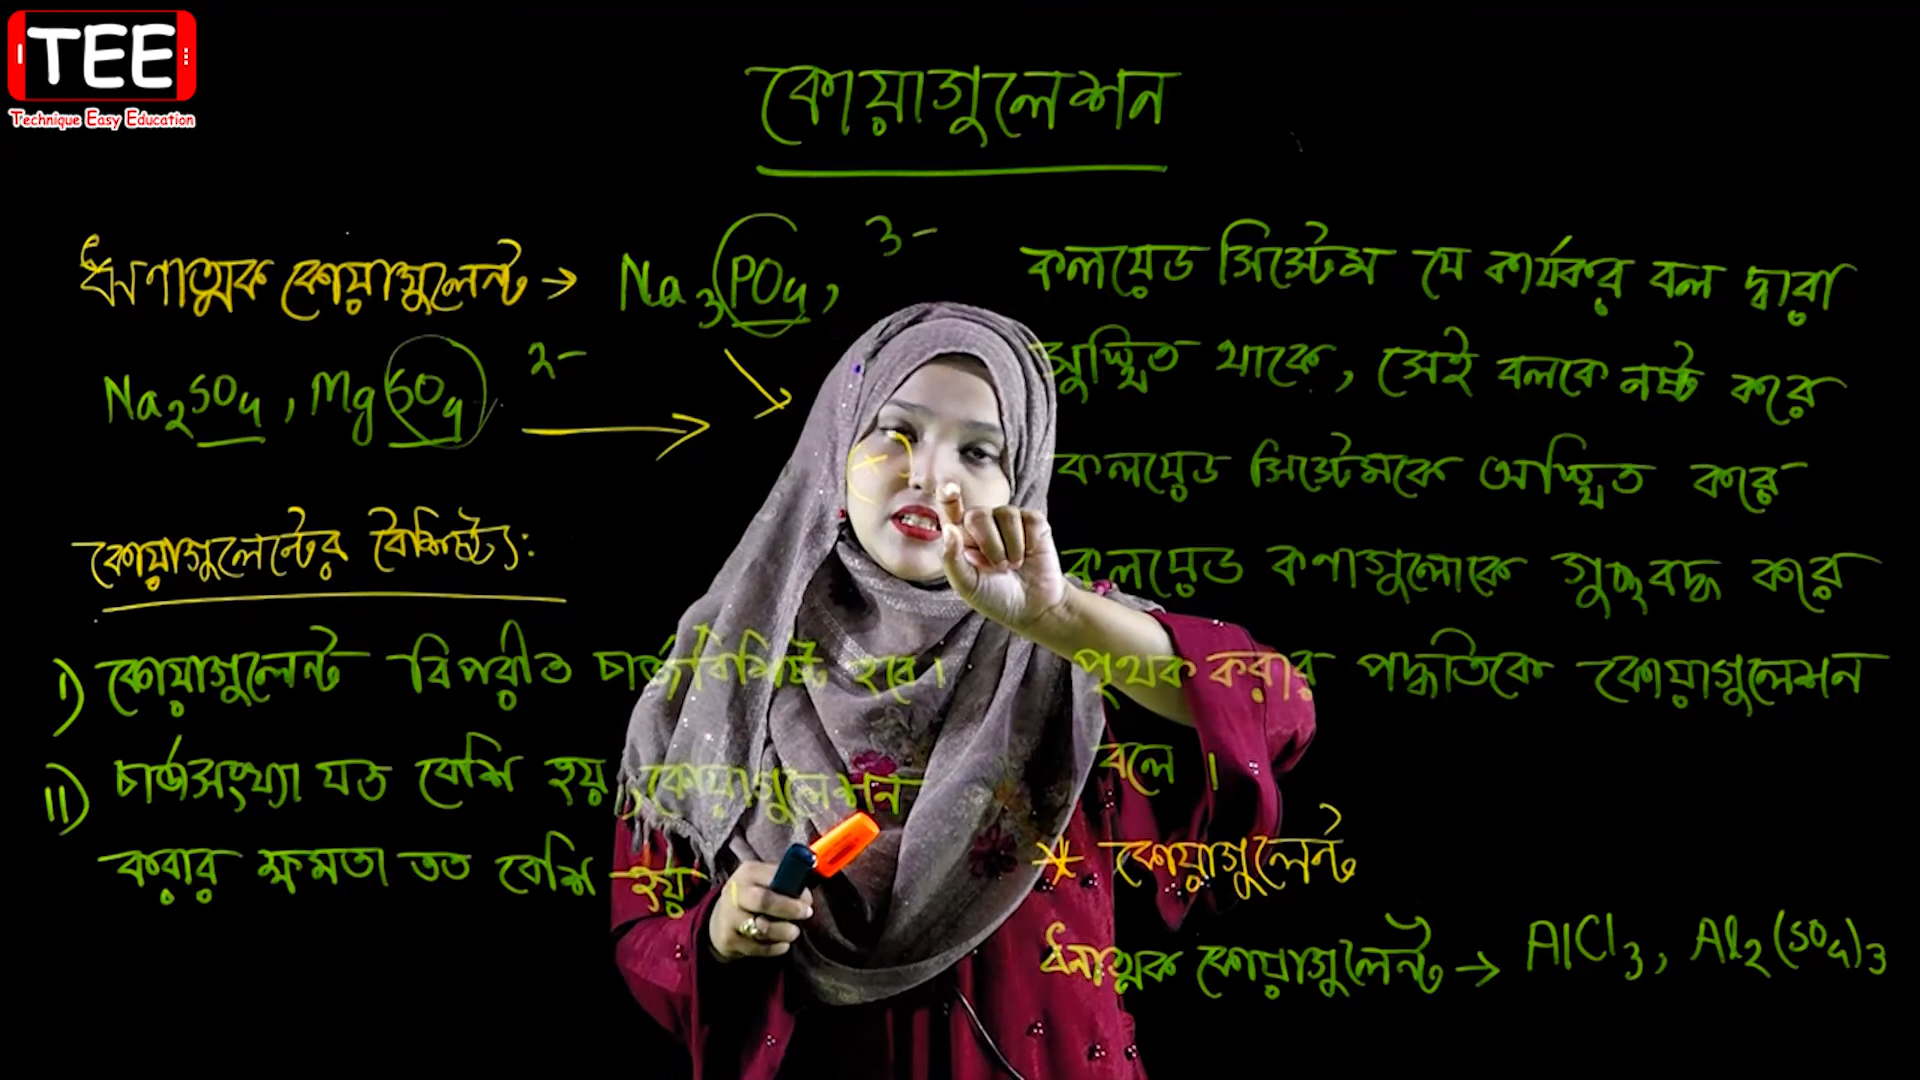 TEE
Technique Easy Education
কোয়াগুলেশন
ঋণাত্মক কোয়াগুলেন্ট → Na₃PO₄, 3−
Na₂SO₄, MgSO₄ 2−
কোয়াগুলেন্টের বৈশিষ্ট্য:
i) কোয়াগুলেন্ট বিপরীত চার্জবিশিষ্ট হবে।
ii) চার্জসংখ্যা যত বেশি হয়, কোয়াগুলেশন
করার ক্ষমতা তত বেশি হয়।
কলয়েড সিস্টেম যে কার্যকর বল দ্বারা
সুস্থিত থাকে, সেই বলকে নষ্ট করে
কলয়েড সিস্টেমকে অস্থিত করে
কলয়েড কণাগুলোকে গুচ্ছবদ্ধ করে
পৃথক করার পদ্ধতিকে কোয়াগুলেশন
বলে।
* কোয়াগুলেন্ট
ধনাত্মক কোয়াগুলেন্ট → AlCl₃, Al₂(SO₄)₃
+